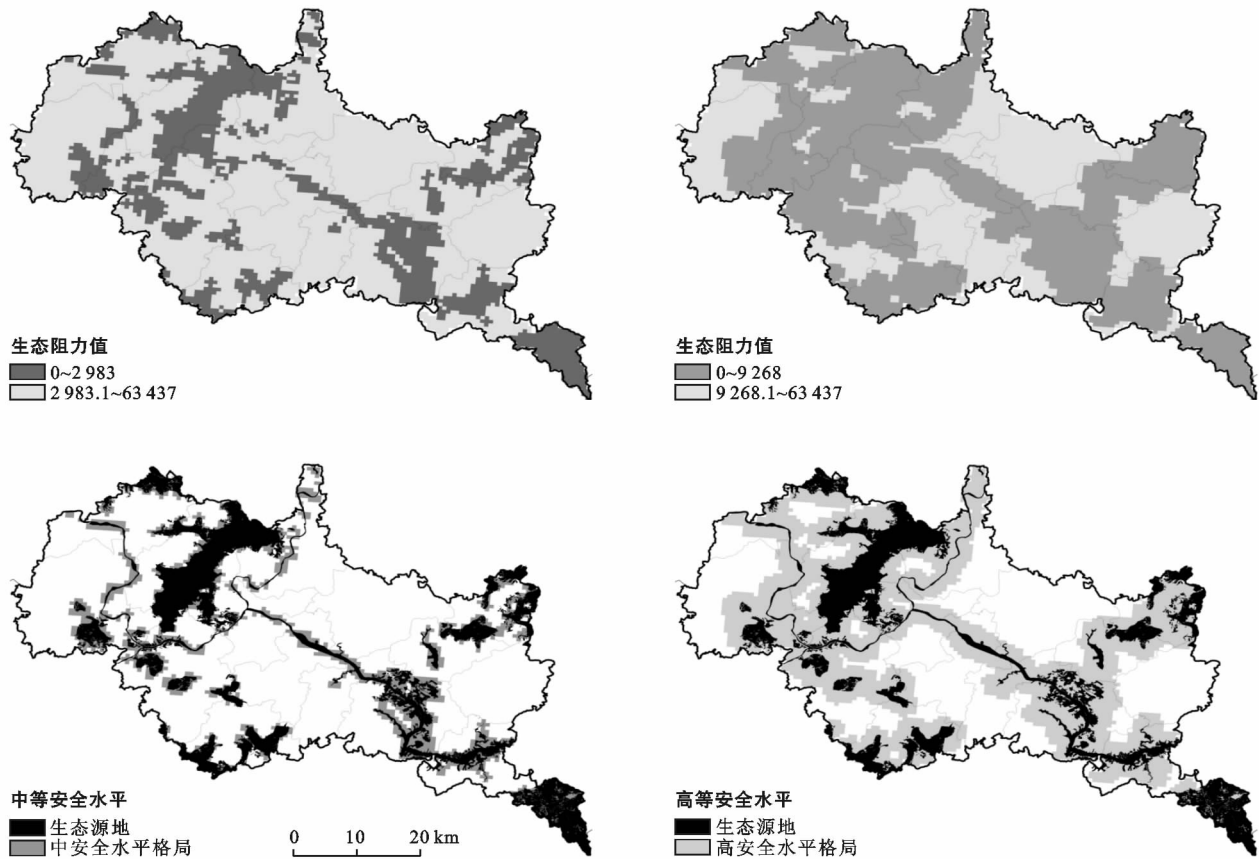 生态阻力值
0~2 983
2 983.1~63 437
生态阻力值
0~9 268
9 268.1~63 437
中等安全水平
生态源地
中安全水平格局
0 10 20 km
高等安全水平
生态源地
高安全水平格局